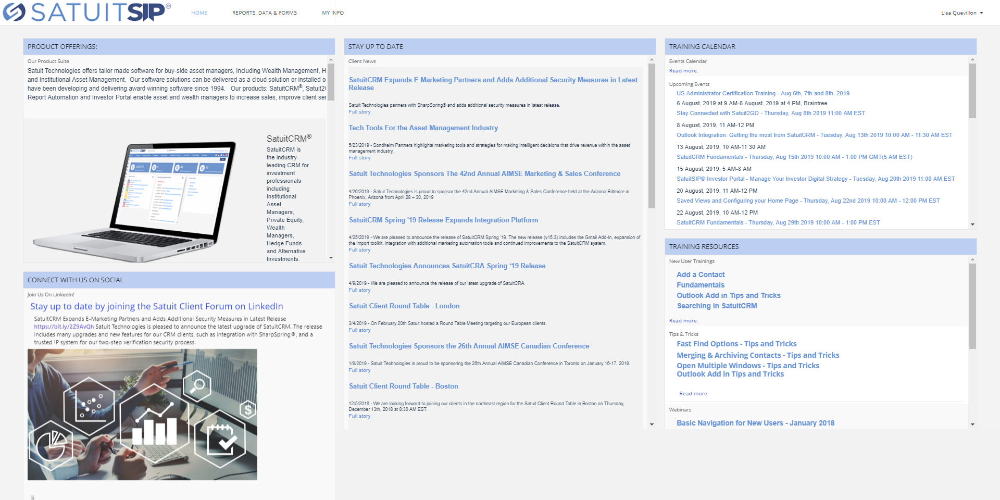 SATUITSIP®
HOME
REPORTS, DATA & FORMS
MY INFO
Lisa Quevillon
PRODUCT OFFERINGS:
Our Product Suite
Satuit Technologies offers tailor made software for buy-side asset managers, including Wealth Management, H
and Institutional Asset Management. Our software solutions can be delivered as a cloud solution or installed o
have been developing and delivering award winning software since 1994. Our products: SatuitCRM®, Satuit2G
Report Automation and Investor Portal enable asset and wealth managers to increase sales, improve client ser
SatuitCRM®
SatuitCRM is
the industry-
leading CRM for
investment
professionals
including
Institutional
Asset
Managers,
Private Equity,
Wealth
Managers,
Hedge Funds
and Alternative
Investments.
CONNECT WITH US ON SOCIAL
Join Us On LinkedIn!
Stay up to date by joining the Satuit Client Forum on LinkedIn
SatuitCRM Expands E-Marketing Partners and Adds Additional Security Measures in Latest Release
https://bit.ly/2Z9AvQh Satuit Technologies is pleased to announce the latest upgrade of SatuitCRM. The release
includes many upgrades and new features for our CRM clients, such as integration with SharpSpring®, and a
trusted IP system for our two-step verification security process.
$
STAY UP TO DATE
Client News
SatuitCRM Expands E-Marketing Partners and Adds Additional Security Measures in Latest
Release
Satuit Technologies partners with SharpSpring® and adds additional security measures in latest release.
Full story
Tech Tools For the Asset Management Industry
5/23/2019 - Sondhelm Partners highlights marketing tools and strategies for making intelligent decisions that drive revenue within the asset
management industry.
Full story
Satuit Technologies Sponsors The 42nd Annual AIMSE Marketing & Sales Conference
4/26/2019 - Satuit Technologies is proud to sponsor the 42nd Annual AIMSE Marketing & Sales Conference held at the Arizona Biltmore in
Phoenix, Arizona from April 28 – 30, 2019
Full story
SatuitCRM Spring '19 Release Expands Integration Platform
4/25/2019 - We are pleased to announce the release of SatuitCRM Spring '19. The new release (v15.3) includes the Gmail Add-In, expansion of
the import toolkit, integration with additional marketing automation tools and continued improvements to the SatuitCRM system.
Full story
Satuit Technologies Announces SatuitCRA Spring ‘19 Release
4/9/2019 - We are pleased to announce the release of our latest upgrade of SatuitCRA.
Full story
Satuit Client Round Table - London
3/4/2019 - On February 20th Satuit hosted a Round Table Meeting targeting our European clients.
Full story
Satuit Technologies Sponsors the 26th Annual AIMSE Canadian Conference
1/9/2019 - Satuit Technologies is proud to be sponsoring the 26th Annual AIMSE Canadian Conference in Toronto on January 16-17, 2019.
Full story
Satuit Client Round Table - Boston
12/5/2018 - We are looking forward to joining our clients in the northeast region for the Satuit Client Round Table in Boston on Thursday,
December 13th, 2018 at 8:30 AM EST.
Full story
TRAINING CALENDAR
Events Calendar
Read more.
Upcoming Events
US Administrator Certification Training - Aug 6th, 7th and 8th, 2019
6 August, 2019 at 9 AM-8 August, 2019 at 4 PM, Braintree
Stay Connected with Satuit2GO - Thursday, Aug 8th 2019 11:00 AM EST
8 August, 2019, 11 AM-12 PM
Outlook Integration: Getting the most from SatuitCRM - Tuesday, Aug 13th 2019 10:00 AM - 11:30 AM EST
13 August, 2019, 10 AM-11 30 AM
SatuitCRM Fundamentals - Thursday, Aug 15th 2019 10:00 AM - 1:00 PM GMT(5 AM EST)
15 August, 2019, 5 AM-8 AM
SatuitSIP® Investor Portal - Manage Your Investor Digital Strategy - Tuesday, Aug 20th 2019 11:00 AM EST
20 August, 2019, 11 AM-12 PM
Saved Views and Configuring your Home Page - Thursday, Aug 22nd 2019 10:00 AM - 12:00 PM EST
22 August, 2019, 10 AM-12 PM
SatuitCRM Fundamentals - Thursday, Aug 29th 2019 10:00 AM - 1:00 PM EST
TRAINING RESOURCES
New User Trainings
Add a Contact
Fundamentals
Outlook Add in Tips and Tricks
Searching in SatuitCRM
Read more.
Tips & Tricks
Fast Find Options - Tips and Tricks
Merging & Archiving Contacts - Tips and Tricks
Open Multiple Windows - Tips and Tricks
Outlook Add in Tips and Tricks
Read more.
Webinars
Basic Navigation for New Users - January 2018